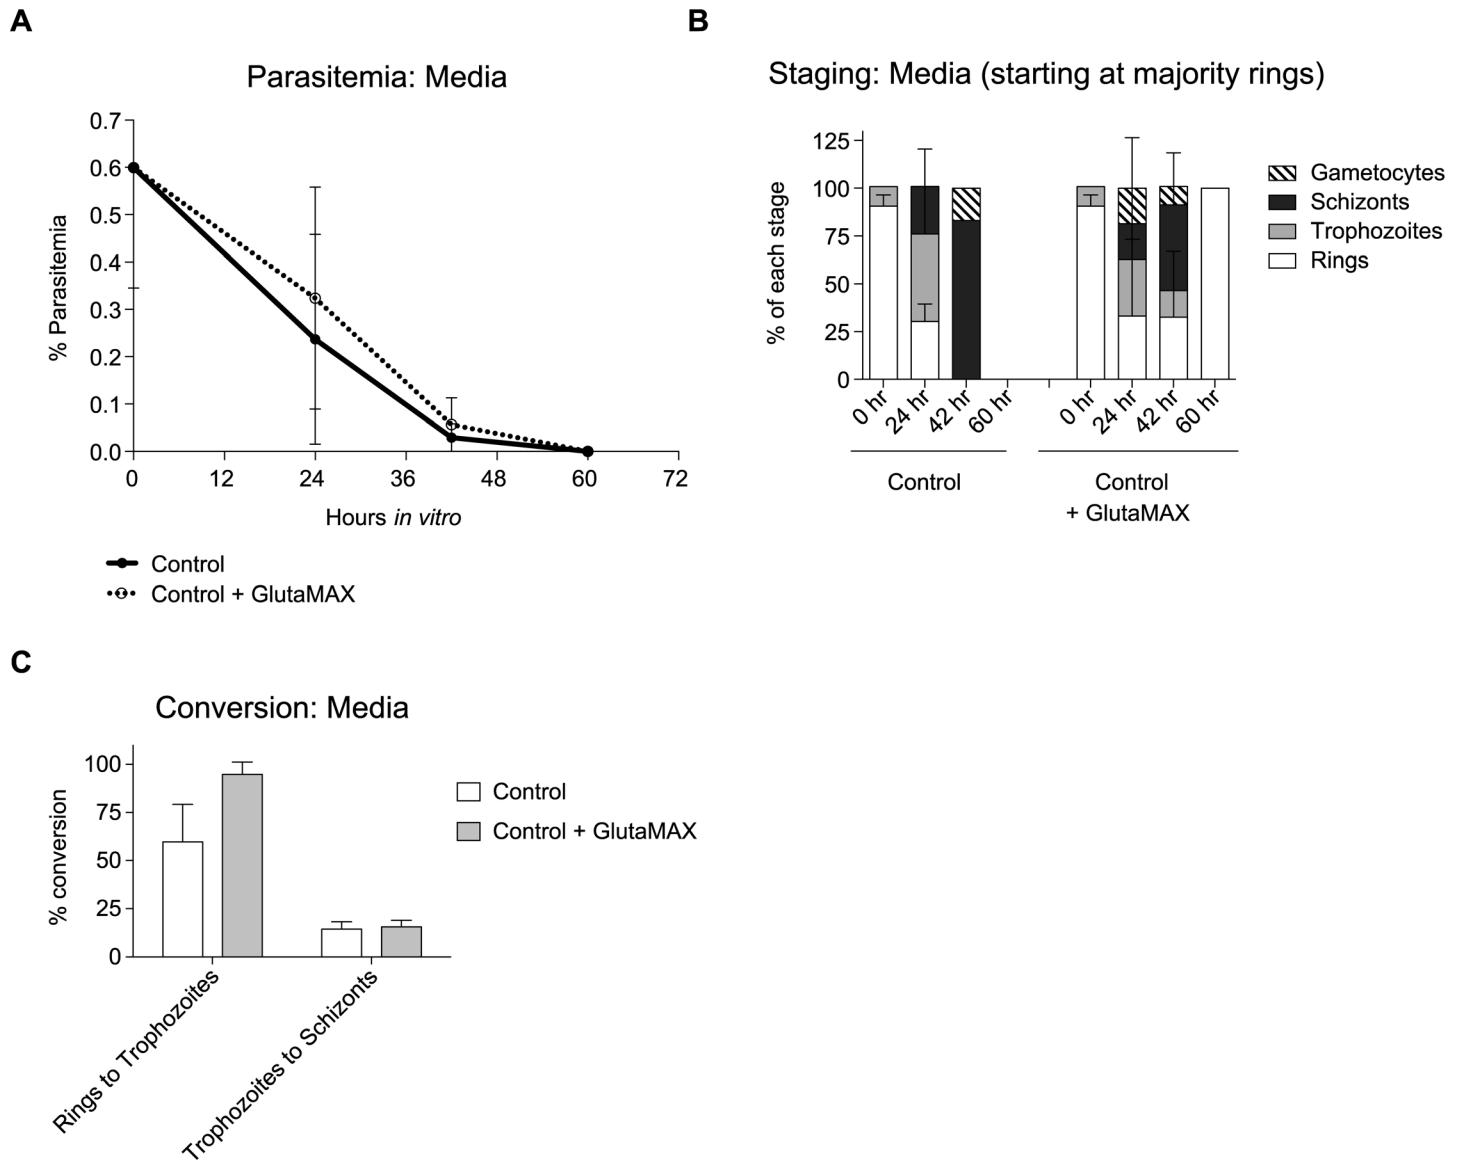 A
Parasitemia: Media
0.7
0.6
0.5
0.4
0.3
0.2
0.1
0.0
% Parasitemia
0 12 24 36 48 60 72
Hours in vitro
Control
Control + GlutaMAX
B
Staging: Media (starting at majority rings)
125
100
75
50
25
0
% of each stage
0 hr 24 hr 42 hr 60 hr 0 hr 24 hr 42 hr 60 hr
Control
Control
+ GlutaMAX
Gametocytes
Schizonts
Trophozoites
Rings
C
Conversion: Media
100
75
50
25
0
% conversion
Rings to Trophozoites
Trophozoites to Schizonts
Control
Control + GlutaMAX